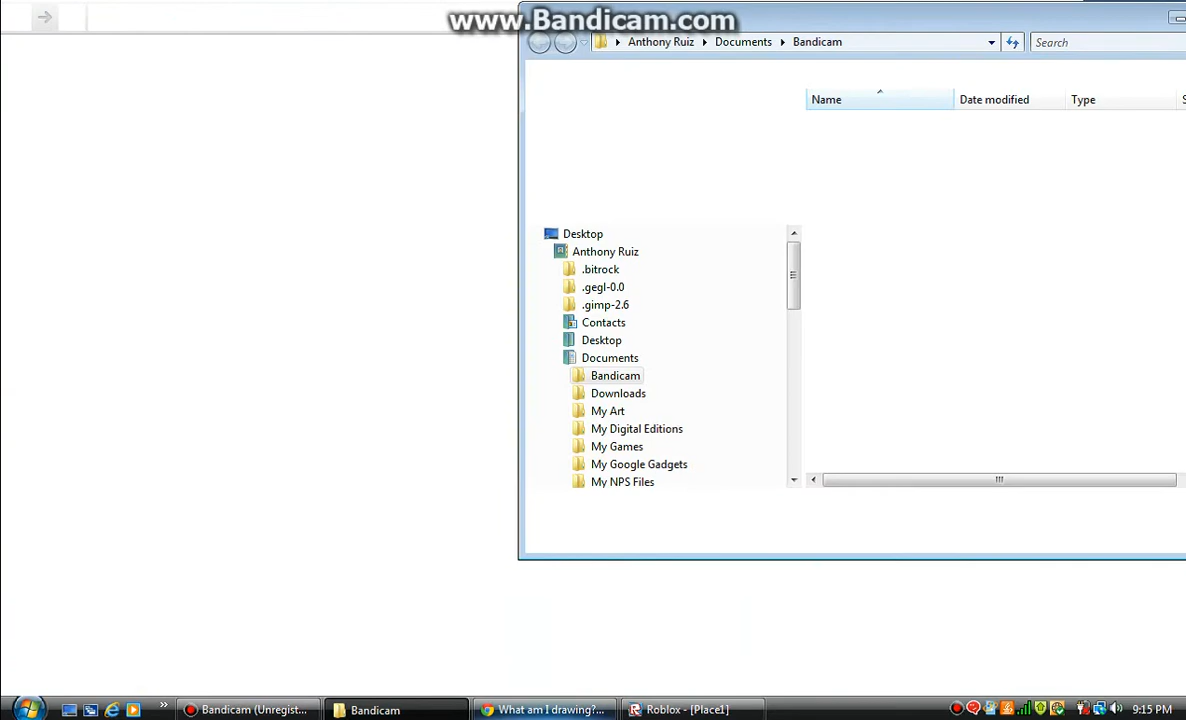 www.Bandicam.com
Anthony Ruiz Documents Bandicam Search
Name Date modified Type S
Desktop
Anthony Ruiz
.bitrock
.gegl-0.0
.gimp-2.6
Contacts
Desktop
Documents
Bandicam
Downloads
My Art
My Digital Editions
My Games
My Google Gadgets
My NPS Files
Bandicam (Unregist... Bandicam What am I drawing?... Roblox - [Place1] 9:15 PM